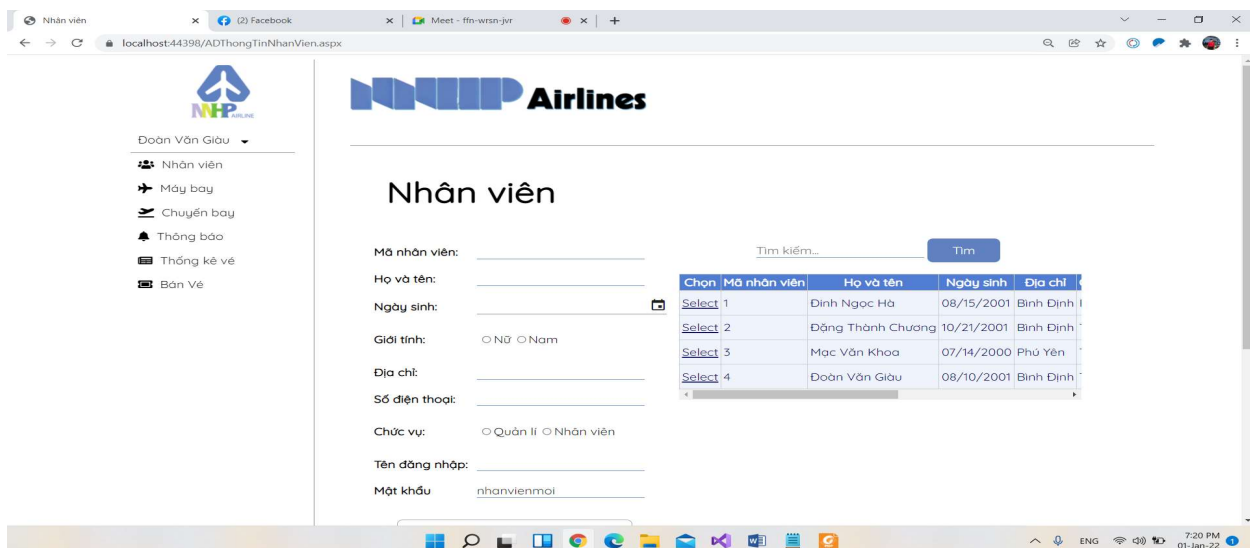 Nhân viên
(2) Facebook
Meet - ffn-wrsn-jvr
localhost:44398/ADThongTinNhanVien.aspx
NNHP
AIRLINE
NNHP Airlines
Đoàn Văn Giàu
Nhân viên
Máy bay
Chuyến bay
Thông báo
Thống kê vé
Bán Vé
Nhân viên
Mã nhân viên:
Họ và tên:
Ngày sinh:
Giới tính: Nữ Nam
Địa chỉ:
Số điện thoại:
Chức vụ: Quản lí Nhân viên
Tên đăng nhập:
Mật khẩu nhanvienmoi
Tìm kiếm... Tìm
Chọn Mã nhân viên Họ và tên Ngày sinh Địa chỉ
Select 1 Đinh Ngọc Hà 08/15/2001 Bình Định
Select 2 Đặng Thành Chương 10/21/2001 Bình Định
Select 3 Mạc Văn Khoa 07/14/2000 Phú Yên
Select 4 Đoàn Văn Giàu 08/10/2001 Bình Định
ENG
7:20 PM
01-Jan-22
1